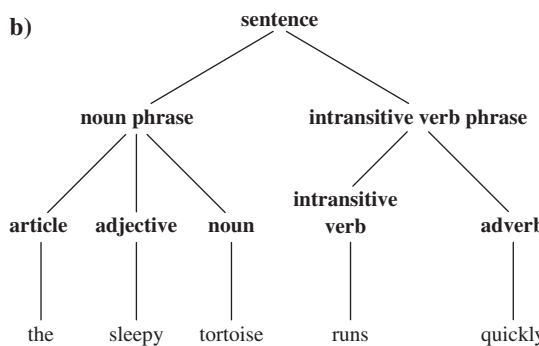 b)
sentence
noun phrase intransitive verb phrase
intransitive
article adjective noun verb adverb
the sleepy tortoise runs quickly